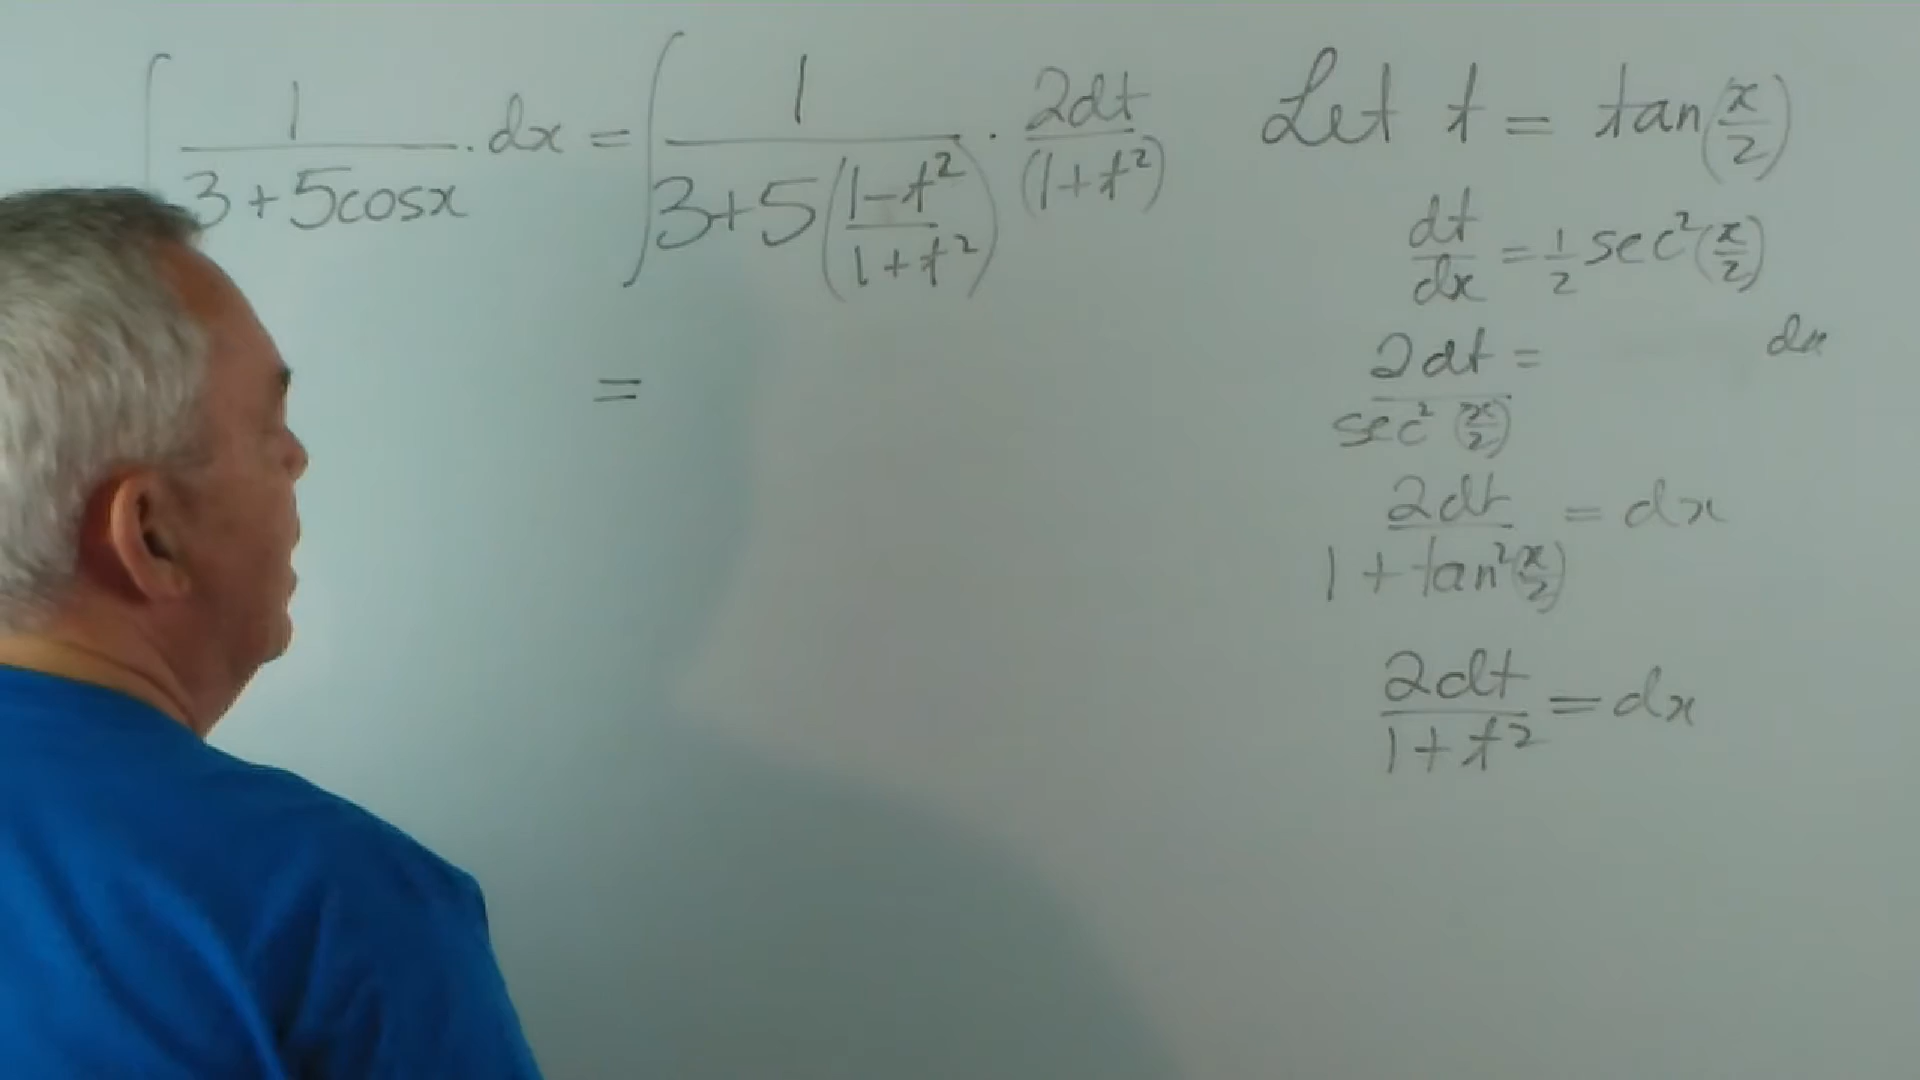 ∫ 1/(3+5cosx) . dx = ∫ 1/(3+5((1-t²)/(1+t²))) . 2dt/(1+t²)
=
Let t = tan(x/2)
dt/dx = 1/2 sec²(x/2)
2dt/sec²(x/2) = dx
2dt/(1+tan²(x/2)) = dx
2dt/(1+t²) = dx